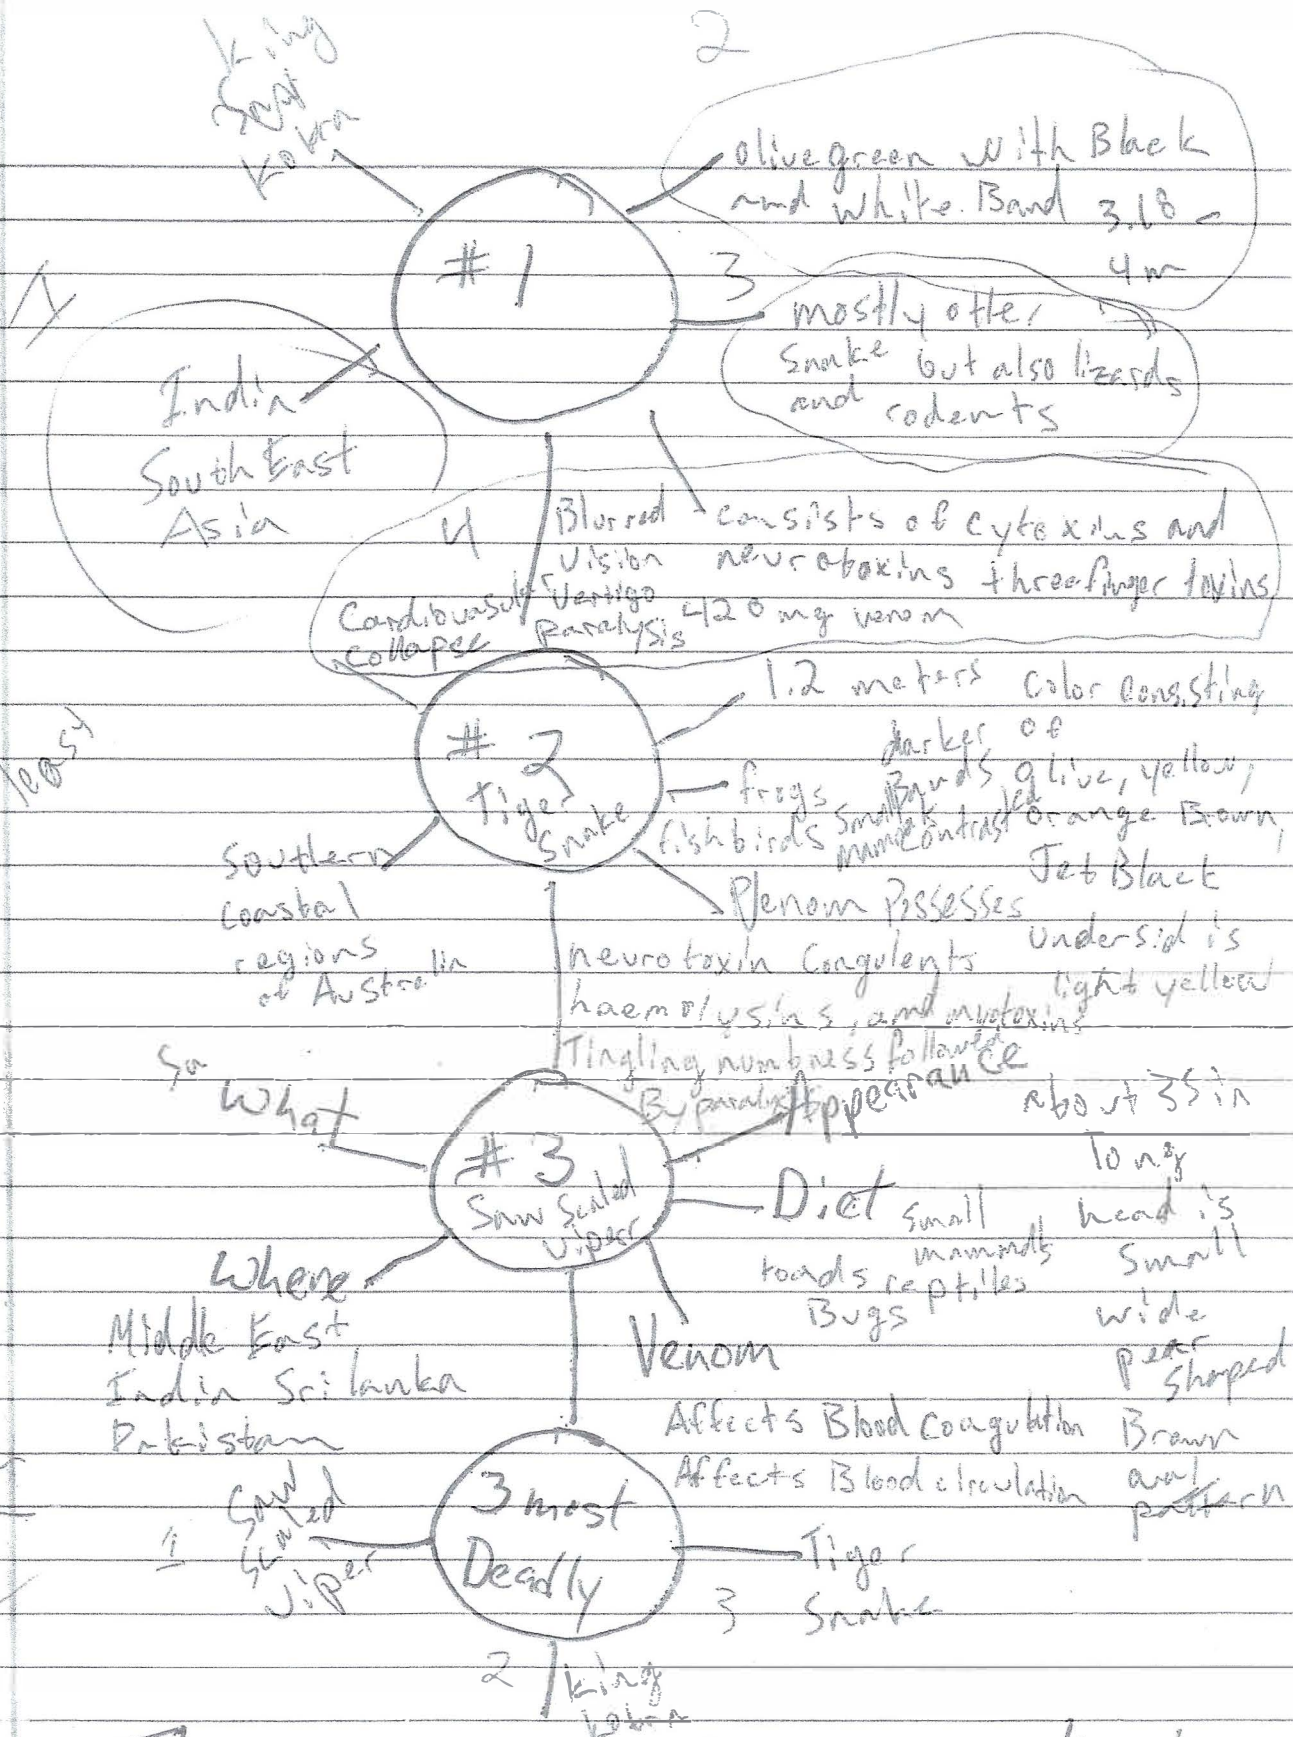 2
king
kobra
olive green with Black
and white Band 3.18 -
4m
#1
3
mostly other
snake but also lizards
and rodents
1
India
South East
Asia
4
Blurred
vision
vertigo
paralysis
Cardiovascular
collapse
consists of cytoxins and
neurotoxins three finger toxins
420 mg venom
least
#2
Tiger
Snake
1.2 meters
Color consisting
of
olive, yellow,
orange Brown,
Jet Black
undersid is
light yellow
darker
Bands
contrasted
frogs
fish birds small
Southern
coastal
regions
of Australia
Venom Possesses
neurotoxin Coagulents
haemolysins, and myotoxins
Tingling numbness followed
By paralysis
Sa
What
#3
Saw Scaled
viper
Appearance
about 35 in
long
head is
small
wide
pear
shaped
Brown
oval
pattern
Diet
small
mammals
toads reptiles
Bugs
Where
Middle East
India Sri lanka
Pakistan
Venom
Affects Blood Coagulation
Affects Blood circulation
3 most
Deadly
1
Saw
scaled
viper
Tiger
Snake
3
2
king
kobra